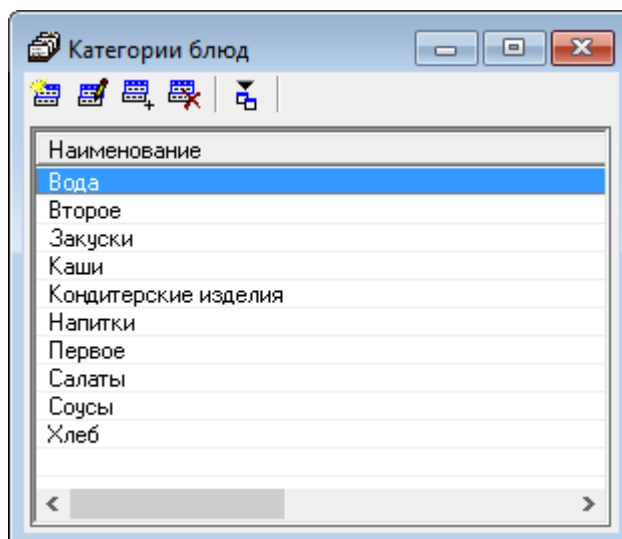 Категории блюд
Наименование
Вода
Второе
Закуски
Каши
Кондитерские изделия
Напитки
Первое
Салаты
Соусы
Хлеб